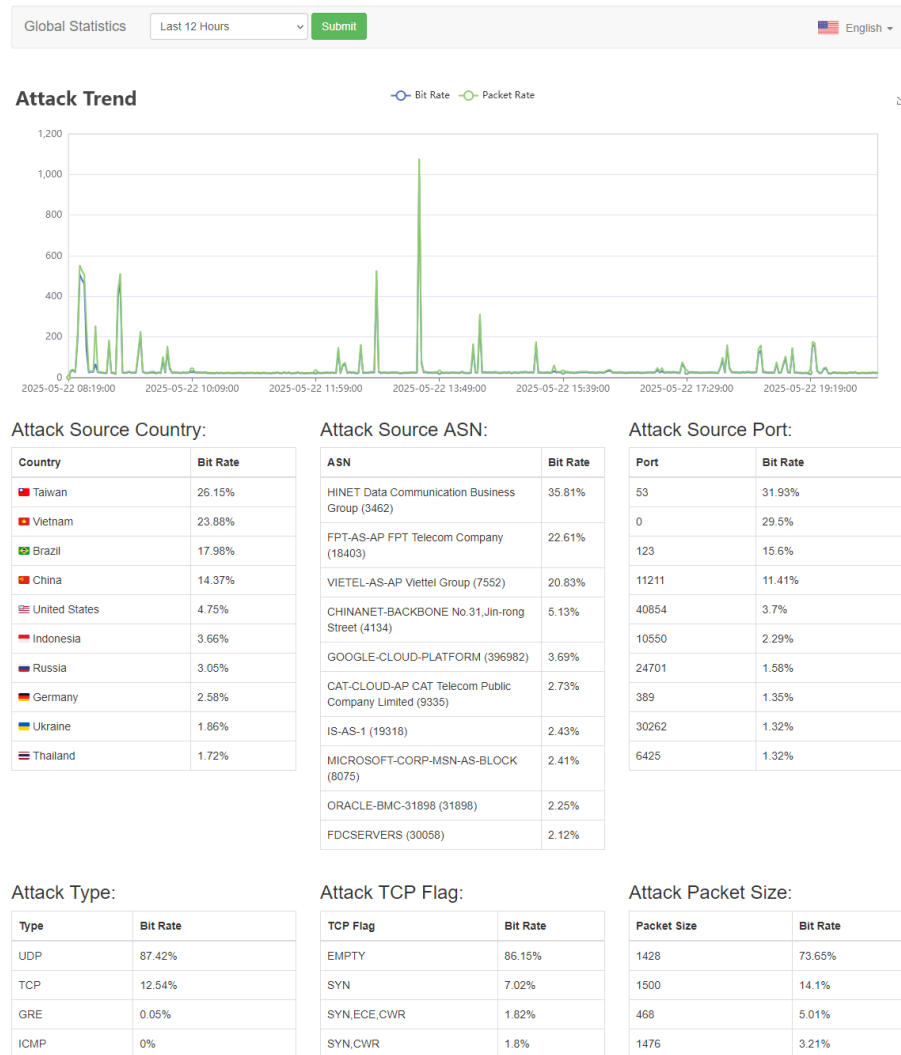 Global Statistics
Last 12 Hours
Submit
English
Attack Trend
Bit Rate
Packet Rate
1,200
1,000
800
600
400
200
0
2025-05-22 08:19:00
2025-05-22 10:09:00
2025-05-22 11:59:00
2025-05-22 13:49:00
2025-05-22 15:39:00
2025-05-22 17:29:00
2025-05-22 19:19:00
Attack Source Country:
Country Bit Rate
Taiwan 26.15%
Vietnam 23.88%
Brazil 17.98%
China 14.37%
United States 4.75%
Indonesia 3.66%
Russia 3.05%
Germany 2.58%
Ukraine 1.86%
Thailand 1.72%
Attack Source ASN:
ASN Bit Rate
HINET Data Communication Business 35.81%
Group (3462)
FPT-AS-AP FPT Telecom Company 22.61%
(18403)
VIETEL-AS-AP Viettel Group (7552) 20.83%
CHINANET-BACKBONE No.31,Jin-rong 5.13%
Street (4134)
GOOGLE-CLOUD-PLATFORM (396982) 3.69%
CAT-CLOUD-AP CAT Telecom Public 2.73%
Company Limited (9335)
IS-AS-1 (19318) 2.43%
MICROSOFT-CORP-MSN-AS-BLOCK 2.41%
(8075)
ORACLE-BMC-31898 (31898) 2.25%
FDCSERVERS (30058) 2.12%
Attack Source Port:
Port Bit Rate
53 31.93%
0 29.5%
123 15.6%
11211 11.41%
40854 3.7%
10550 2.29%
24701 1.58%
389 1.35%
30262 1.32%
6425 1.32%
Attack Type:
Type Bit Rate
UDP 87.42%
TCP 12.54%
GRE 0.05%
ICMP 0%
Attack TCP Flag:
TCP Flag Bit Rate
EMPTY 86.15%
SYN 7.02%
SYN,ECE,CWR 1.82%
SYN,CWR 1.8%
Attack Packet Size:
Packet Size Bit Rate
1428 73.65%
1500 14.1%
468 5.01%
1476 3.21%